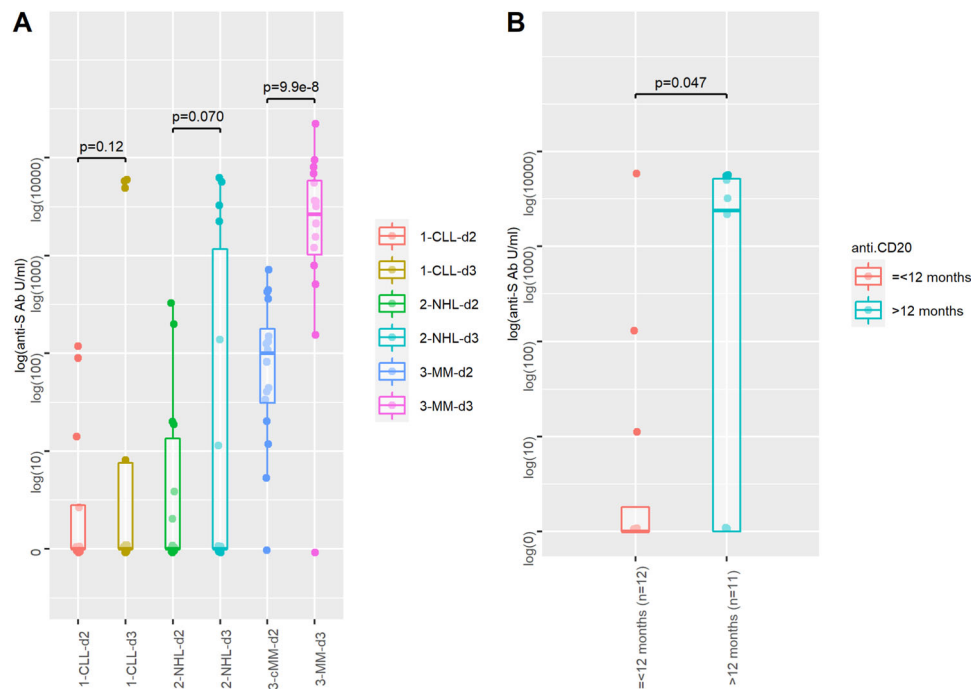 A
p=9.9e-8
p=0.070
p=0.12
log(anti-S Ab U/ml)
log(10000)
log(1000)
log(100)
log(10)
0
1-CLL-d2
1-CLL-d3
2-NHL-d2
2-NHL-d3
3-cMM-d2
3-MM-d3
1-CLL-d2
1-CLL-d3
2-NHL-d2
2-NHL-d3
3-MM-d2
3-MM-d3
B
p=0.047
log(anti-S Ab U/ml)
log(10000)
log(1000)
log(100)
log(10)
log(0)
=<12 months (n=12)
>12 months (n=11)
anti.CD20
=<12 months
>12 months